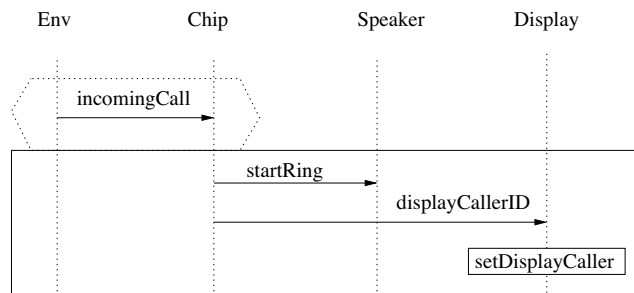 Env Chip Speaker Display
incomingCall
startRing
displayCallerID
setDisplayCaller